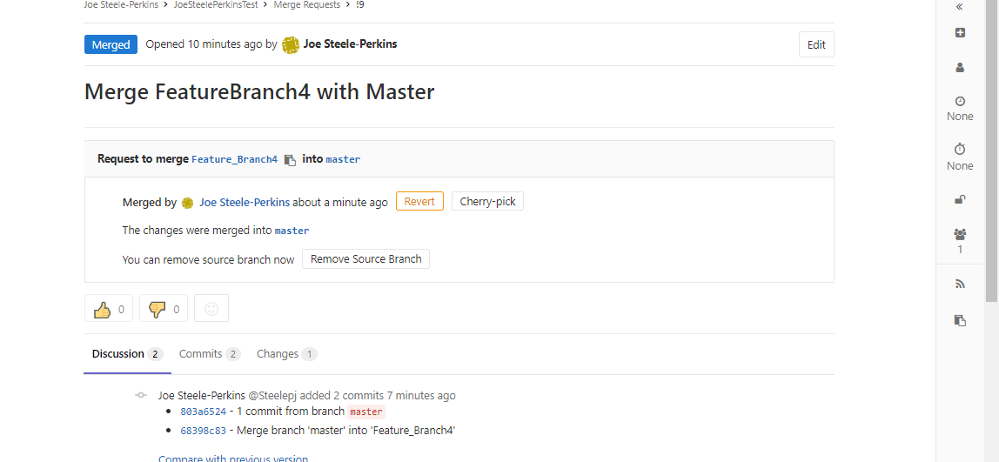 Joe Steele-Perkins > JoeSteelePerkinsTest > Merge Requests > !9
Merged Opened 10 minutes ago by Joe Steele-Perkins Edit
Merge FeatureBranch4 with Master
Request to merge Feature_Branch4 into master
Merged by Joe Steele-Perkins about a minute ago Revert Cherry-pick
The changes were merged into master
You can remove source branch now Remove Source Branch
0 0
Discussion 2 Commits 2 Changes 1
Joe Steele-Perkins @Steelepj added 2 commits 7 minutes ago
• 803a6524 - 1 commit from branch master
• 68398c83 - Merge branch 'master' into 'Feature_Branch4'
Compare with previous version
«
None
None
1